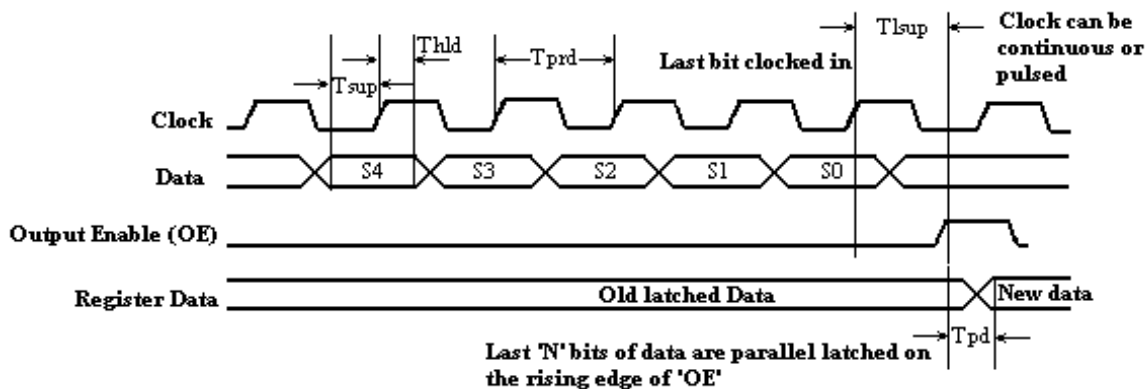 Tlsup
Clock can be
continuous or
pulsed
Thld
Tprd
Last bit clocked in
Tsup
Clock
Data
S4
S3
S2
S1
S0
Output Enable (OE)
Register Data
Old latched Data
New data
Tpd
Last 'N' bits of data are parallel latched on
the rising edge of 'OE'